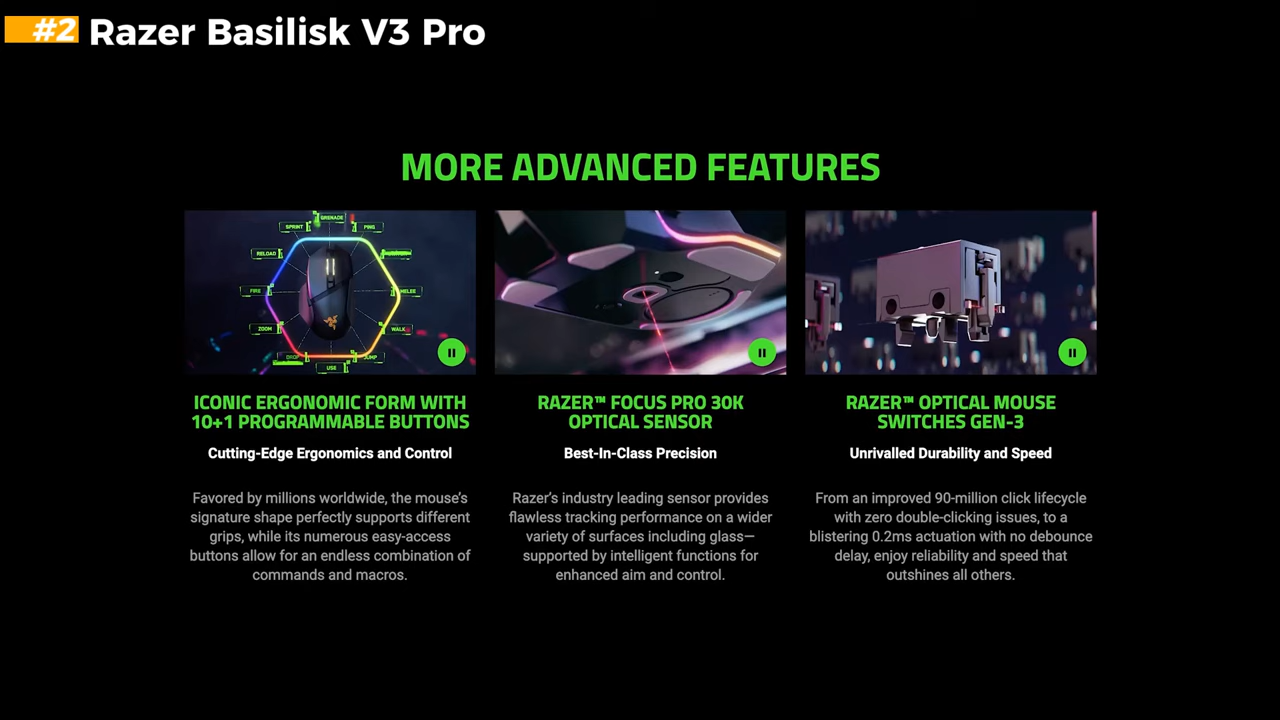 #2 Razer Basilisk V3 Pro
MORE ADVANCED FEATURES
GRENADE
SPRINT
PING
RELOAD
FIRE
MELEE
ZOOM
WALK
DROP
JUMP
USE
ICONIC ERGONOMIC FORM WITH
10+1 PROGRAMMABLE BUTTONS
Cutting-Edge Ergonomics and Control
Favored by millions worldwide, the mouse's
signature shape perfectly supports different
grips, while its numerous easy-access
buttons allow for an endless combination of
commands and macros.
RAZER™ FOCUS PRO 30K
OPTICAL SENSOR
Best-In-Class Precision
Razer's industry leading sensor provides
flawless tracking performance on a wider
variety of surfaces including glass—
supported by intelligent functions for
enhanced aim and control.
RAZER™ OPTICAL MOUSE
SWITCHES GEN-3
Unrivalled Durability and Speed
From an improved 90-million click lifecycle
with zero double-clicking issues, to a
blistering 0.2ms actuation with no debounce
delay, enjoy reliability and speed that
outshines all others.